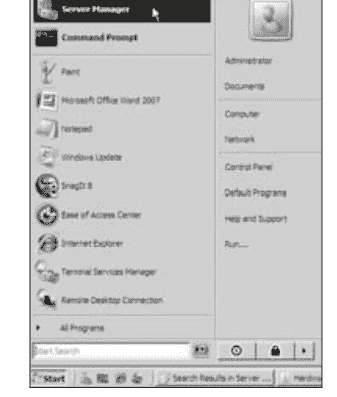 Server Manager
Command Prompt
Paint
Microsoft Office Word 2007
Notepad
Windows Update
SnagIt 8
Ease of Access Center
Internet Explorer
Terminal Services Manager
Remote Desktop Connection
All Programs
Start Search
Administrator
Documents
Computer
Network
Control Panel
Default Programs
Help and Support
Run...
Start
Search Results in Server ...